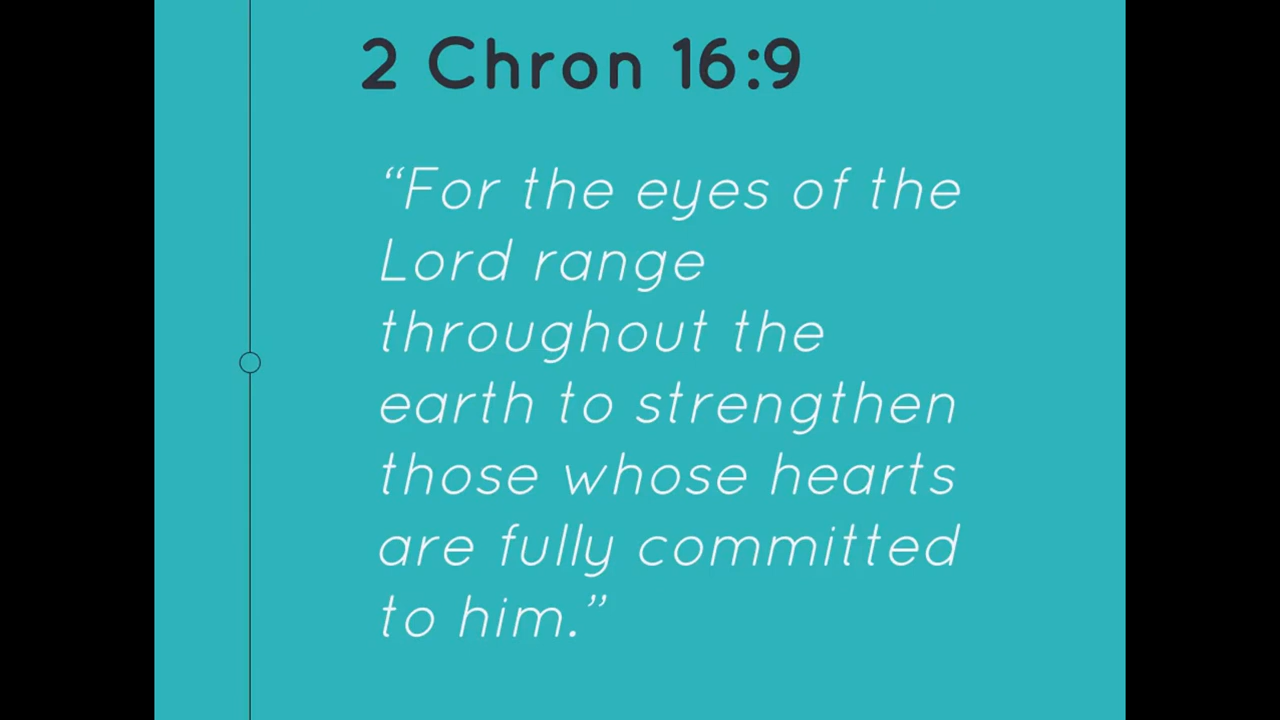 2 Chron 16:9
“For the eyes of the
Lord range
throughout the
earth to strengthen
those whose hearts
are fully committed
to him.”